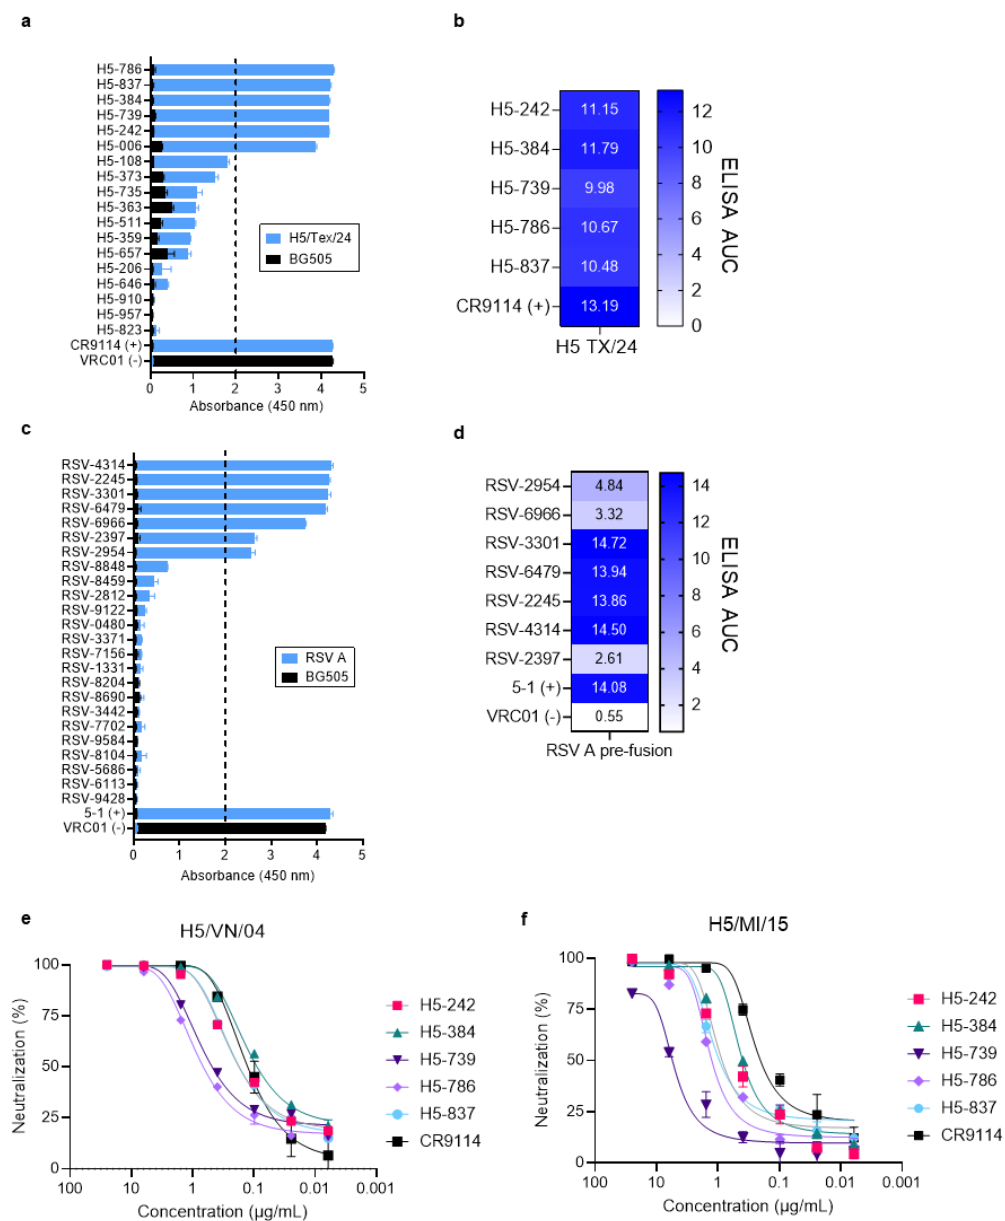 a
H5-786
H5-837
H5-384
H5-739
H5-242
H5-006
H5-108
H5-373
H5-735
H5-363
H5-511
H5-359
H5-657
H5-206
H5-646
H5-910
H5-957
H5-823
CR9114 (+)
VRC01 (-)
0 1 2 3 4 5
Absorbance (450 nm)
H5/Tex/24
BG505
b
H5-242 11.15
H5-384 11.79
H5-739 9.98
H5-786 10.67
H5-837 10.48
CR9114 (+) 13.19
H5 TX/24
12
10
8
6
4
2
0
ELISA AUC
c
RSV-4314
RSV-2245
RSV-3301
RSV-6479
RSV-6966
RSV-2397
RSV-2954
RSV-8848
RSV-8459
RSV-2812
RSV-9122
RSV-0480
RSV-3371
RSV-7156
RSV-1331
RSV-8204
RSV-8690
RSV-3442
RSV-7702
RSV-9584
RSV-8104
RSV-5686
RSV-6113
RSV-9428
5-1 (+)
VRC01 (-)
0 1 2 3 4 5
Absorbance (450 nm)
RSV A
BG505
d
RSV-2954 4.84
RSV-6966 3.32
RSV-3301 14.72
RSV-6479 13.94
RSV-2245 13.86
RSV-4314 14.50
RSV-2397 2.61
5-1 (+) 14.08
VRC01 (-) 0.55
RSV A pre-fusion
14
12
10
8
6
4
2
ELISA AUC
e
H5/VN/04
Neutralization (%)
100
75
50
25
0
100 10 1 0.1 0.01 0.001
Concentration (µg/mL)
H5-242
H5-384
H5-739
H5-786
H5-837
CR9114
f
H5/MI/15
Neutralization (%)
100
75
50
25
0
100 10 1 0.1 0.01 0.001
Concentration (µg/mL)
H5-242
H5-384
H5-739
H5-786
H5-837
CR9114